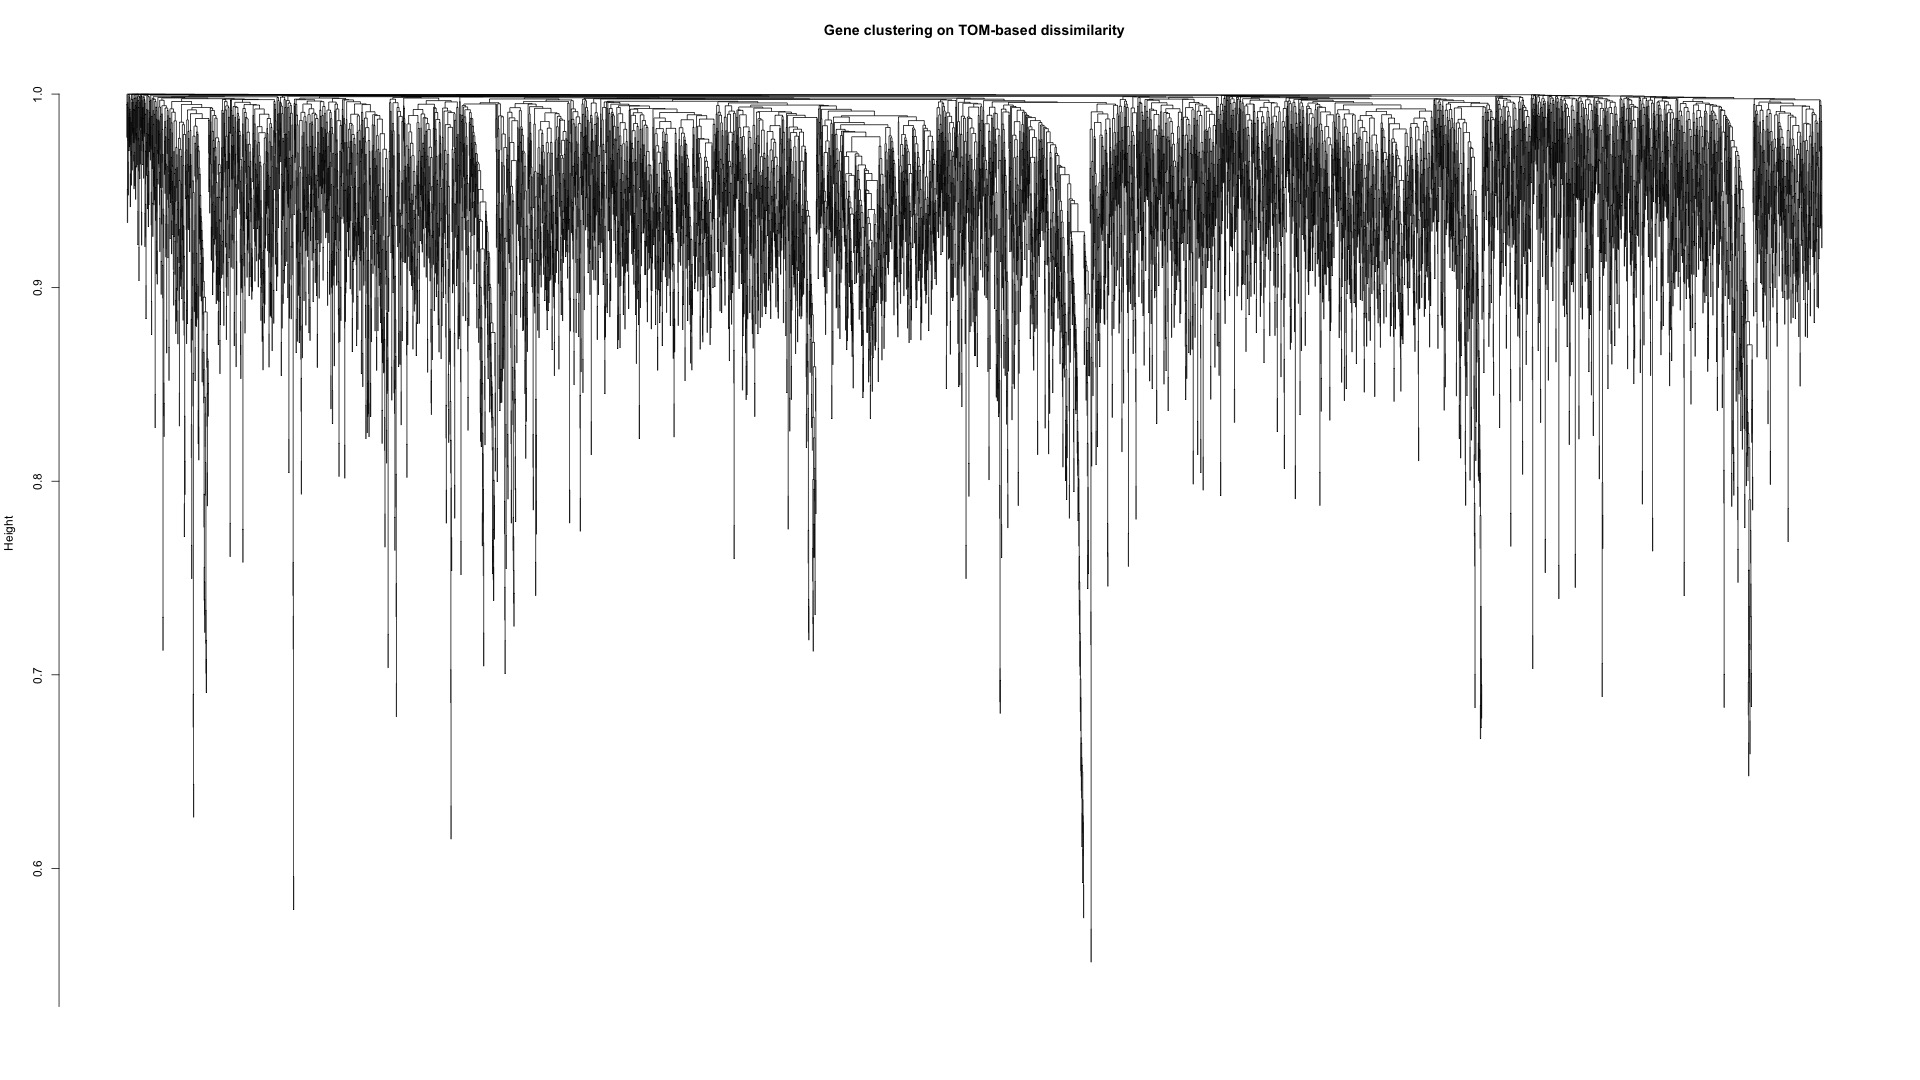 Gene clustering on TOM-based dissimilarity
1.0
0.9
0.8
Height
0.7
0.6